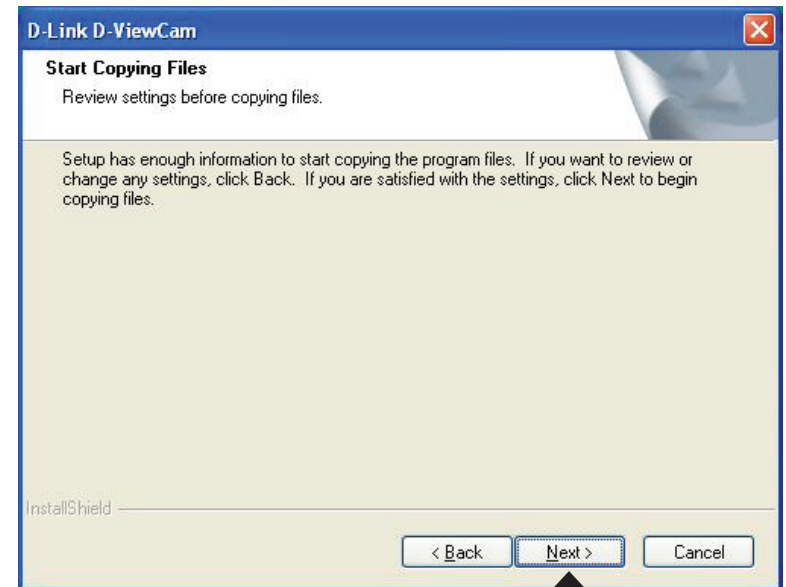 D-Link D-ViewCam
Start Copying Files
Review settings before copying files.
Setup has enough information to start copying the program files. If you want to review or
change any settings, click Back. If you are satisfied with the settings, click Next to begin
copying files.
InstallShield
< Back Next > Cancel